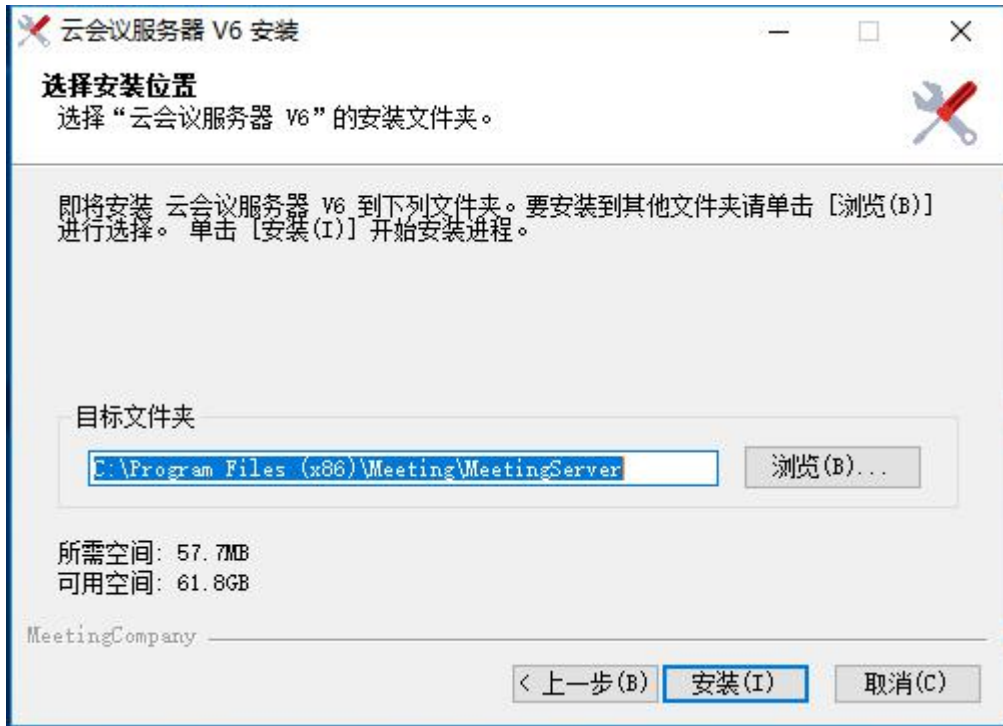 云会议服务器 V6 安装
选择安装位置
选择“云会议服务器 V6”的安装文件夹。
即将安装 云会议服务器 V6 到下列文件夹。要安装到其他文件夹请单击 [浏览(B)]
进行选择。 单击 [安装(I)] 开始安装进程。
目标文件夹
C:\Program Files (x86)\Meeting\MeetingServer
浏览(B)...
所需空间: 57.7MB
可用空间: 61.8GB
MeetingCompany
< 上一步(B) 安装(I) 取消(C)